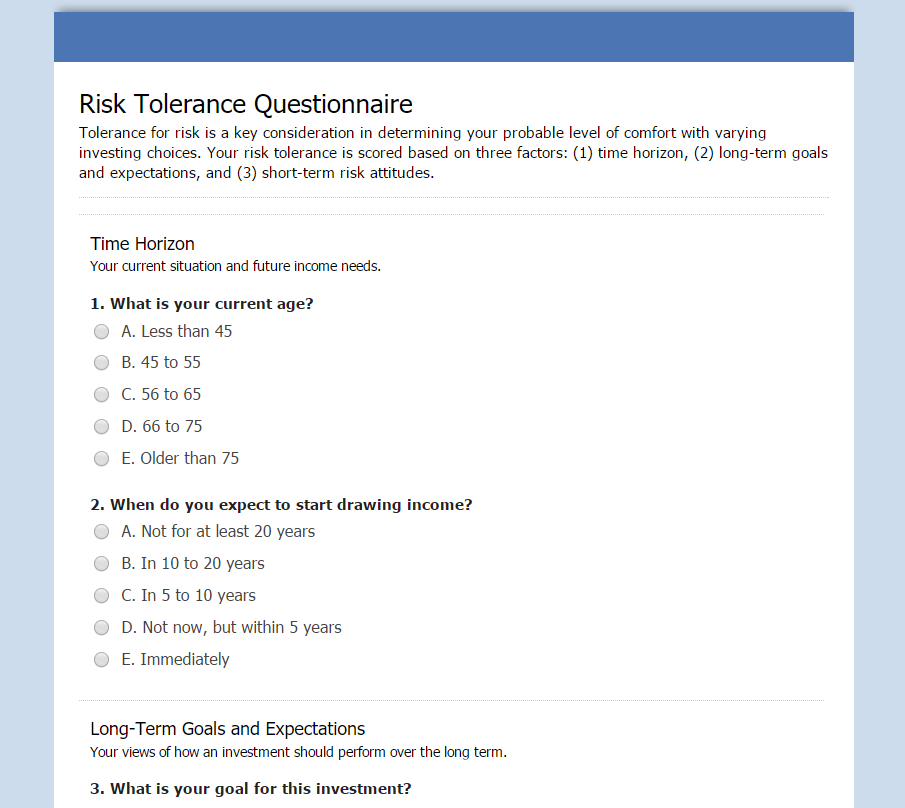 Risk Tolerance Questionnaire
Tolerance for risk is a key consideration in determining your probable level of comfort with varying
investing choices. Your risk tolerance is scored based on three factors: (1) time horizon, (2) long-term goals
and expectations, and (3) short-term risk attitudes.
Time Horizon
Your current situation and future income needs.
1. What is your current age?
A. Less than 45
B. 45 to 55
C. 56 to 65
D. 66 to 75
E. Older than 75
2. When do you expect to start drawing income?
A. Not for at least 20 years
B. In 10 to 20 years
C. In 5 to 10 years
D. Not now, but within 5 years
E. Immediately
Long-Term Goals and Expectations
Your views of how an investment should perform over the long term.
3. What is your goal for this investment?